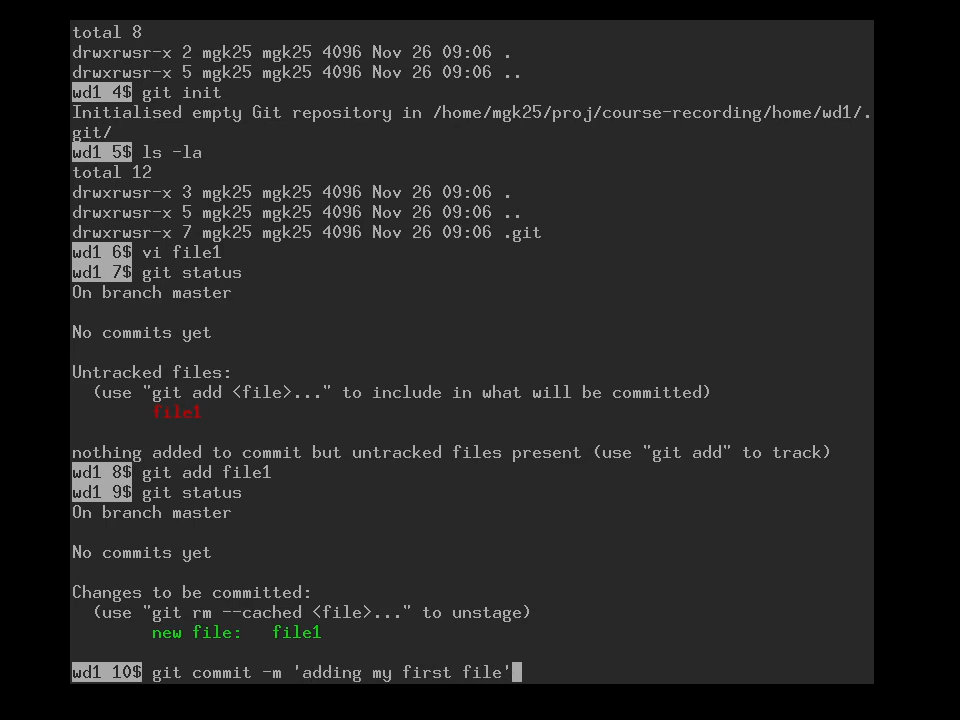 total 8
drwxrwsr-x 2 mgk25 mgk25 4096 Nov 26 09:06 .
drwxrwsr-x 5 mgk25 mgk25 4096 Nov 26 09:06 ..
wd1 4$ git init
Initialised empty Git repository in /home/mgk25/proj/course-recording/home/wd1/.
git/
wd1 5$ ls -la
total 12
drwxrwsr-x 3 mgk25 mgk25 4096 Nov 26 09:06 .
drwxrwsr-x 5 mgk25 mgk25 4096 Nov 26 09:06 ..
drwxrwsr-x 7 mgk25 mgk25 4096 Nov 26 09:06 .git
wd1 6$ vi file1
wd1 7$ git status
On branch master

No commits yet

Untracked files:
  (use "git add <file>..." to include in what will be committed)
        file1

nothing added to commit but untracked files present (use "git add" to track)
wd1 8$ git add file1
wd1 9$ git status
On branch master

No commits yet

Changes to be committed:
  (use "git rm --cached <file>..." to unstage)
        new file:   file1

wd1 10$ git commit -m 'adding my first file'